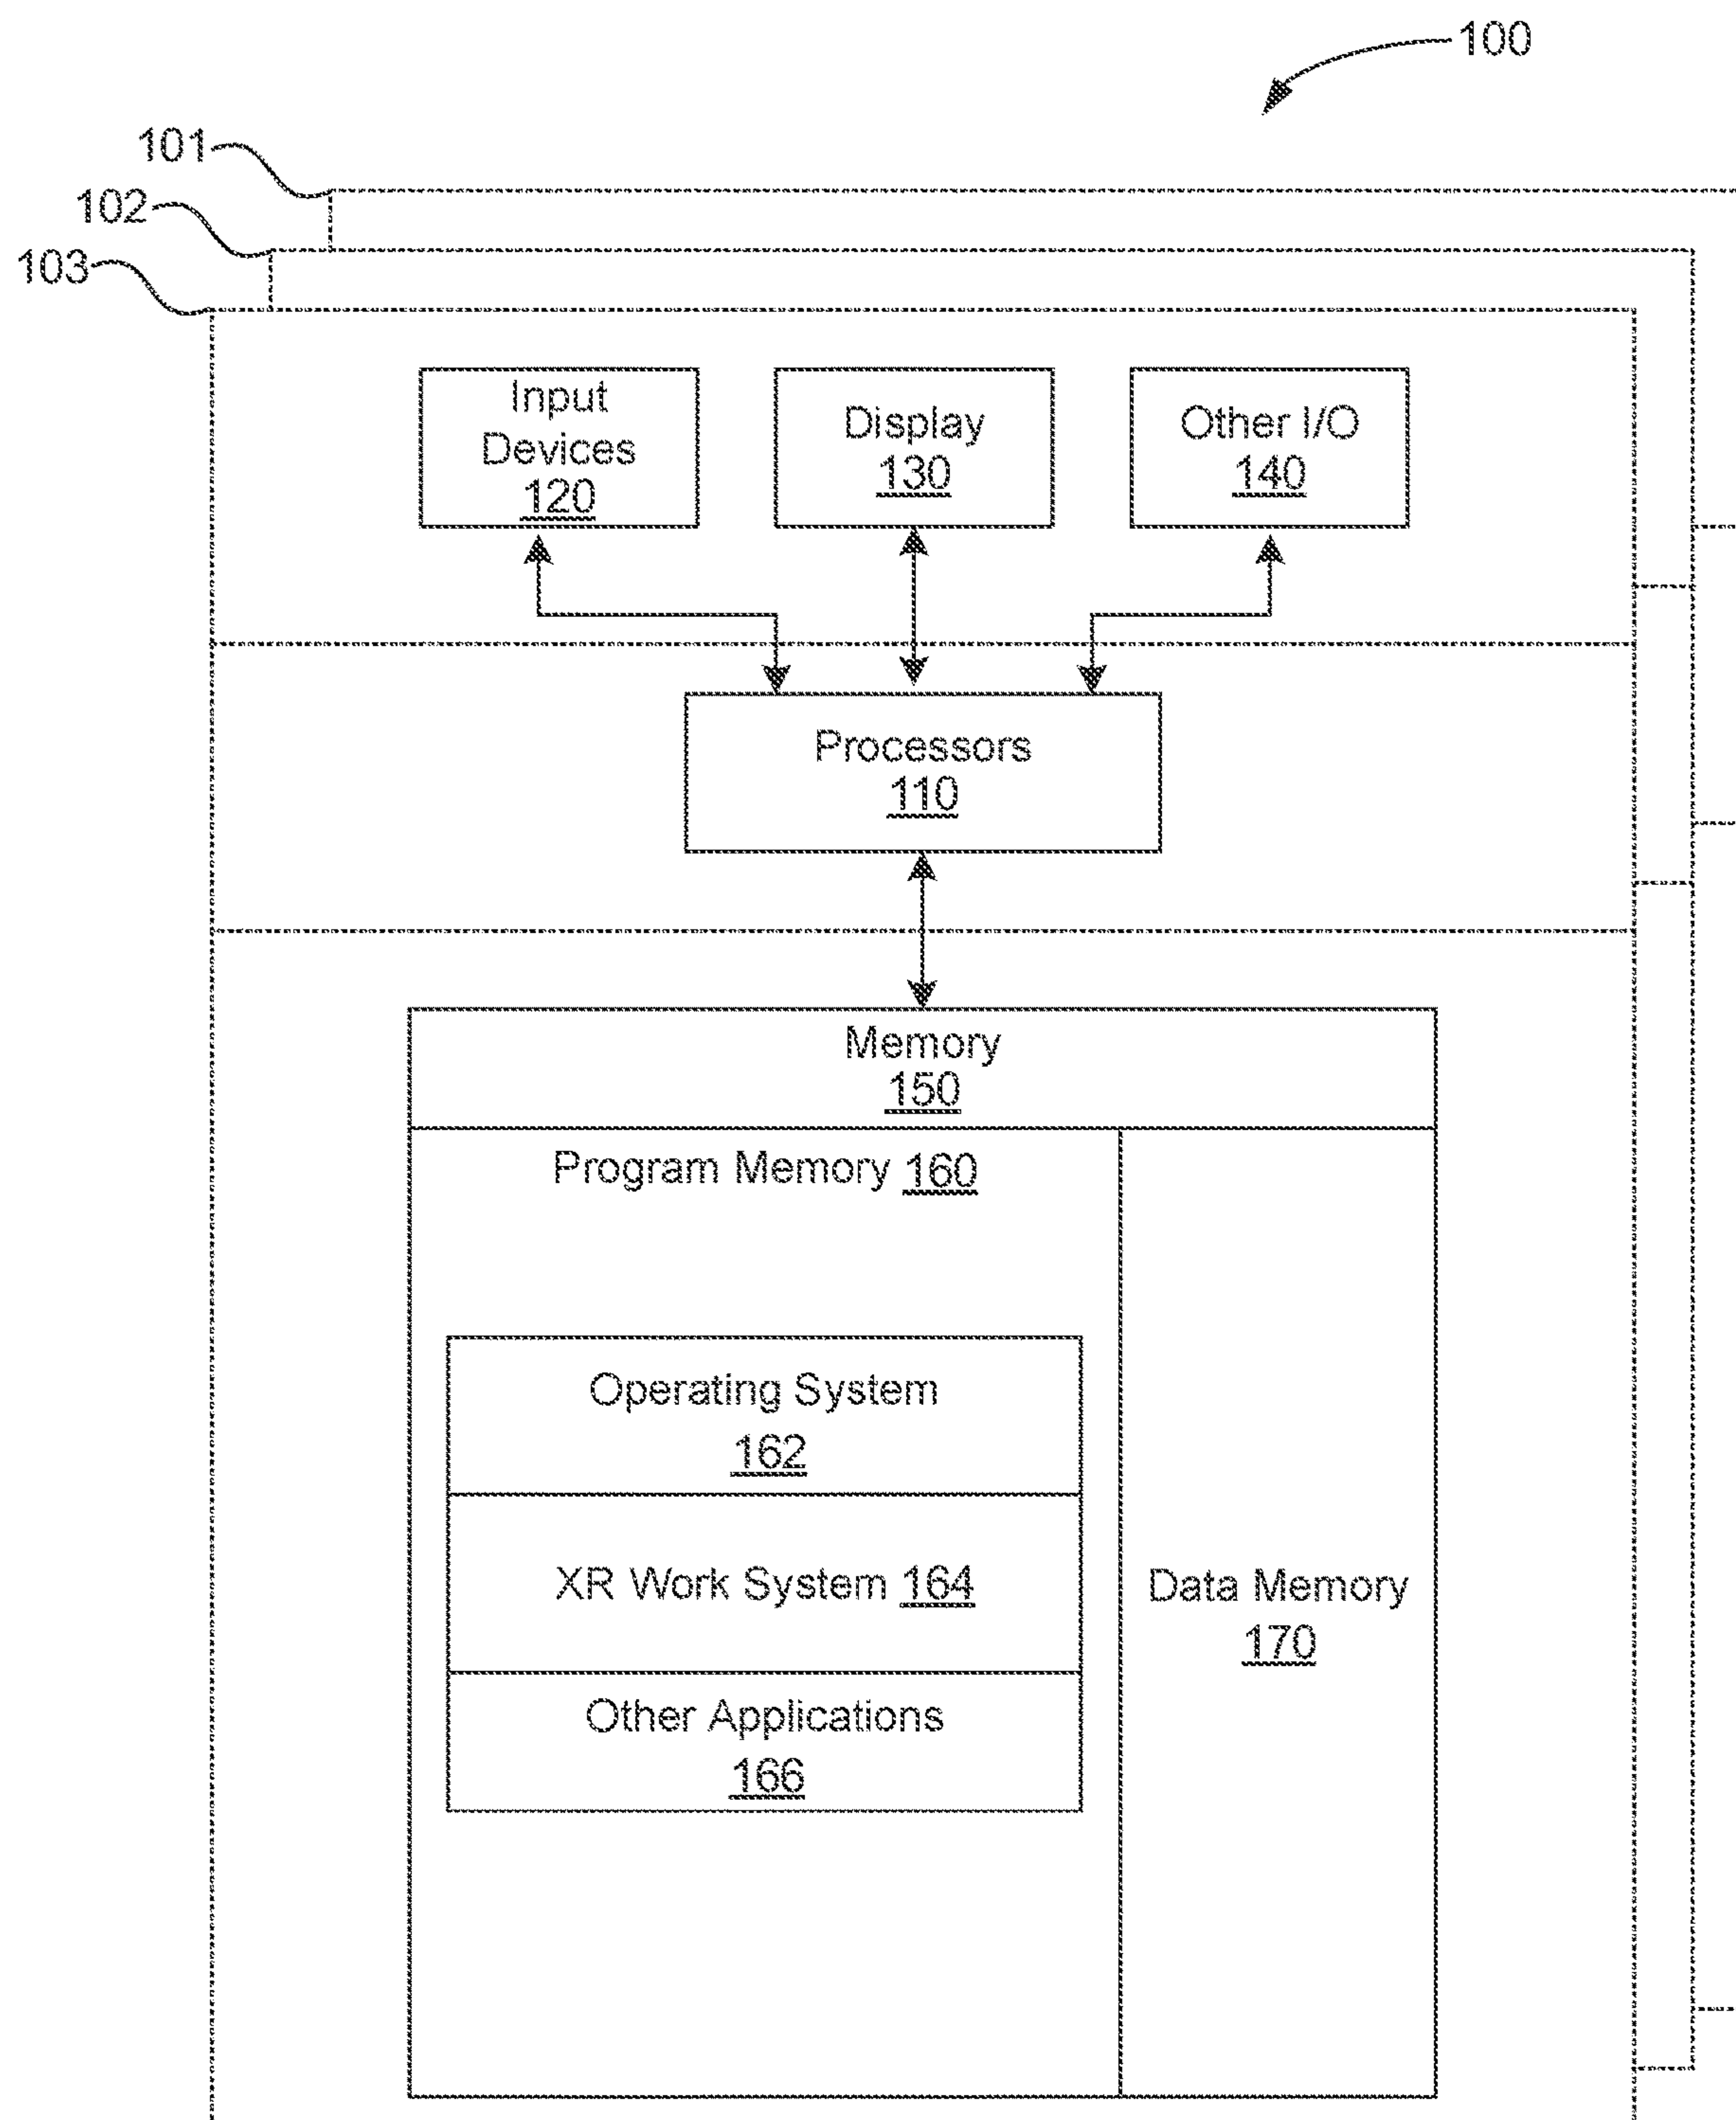 100
101
102
103
Input
Devices
120
Display
130
Other I/O
140
Processors
110
Memory
150
Program Memory 160
Operating System
162
XR Work System 164
Other Applications
166
Data Memory
170